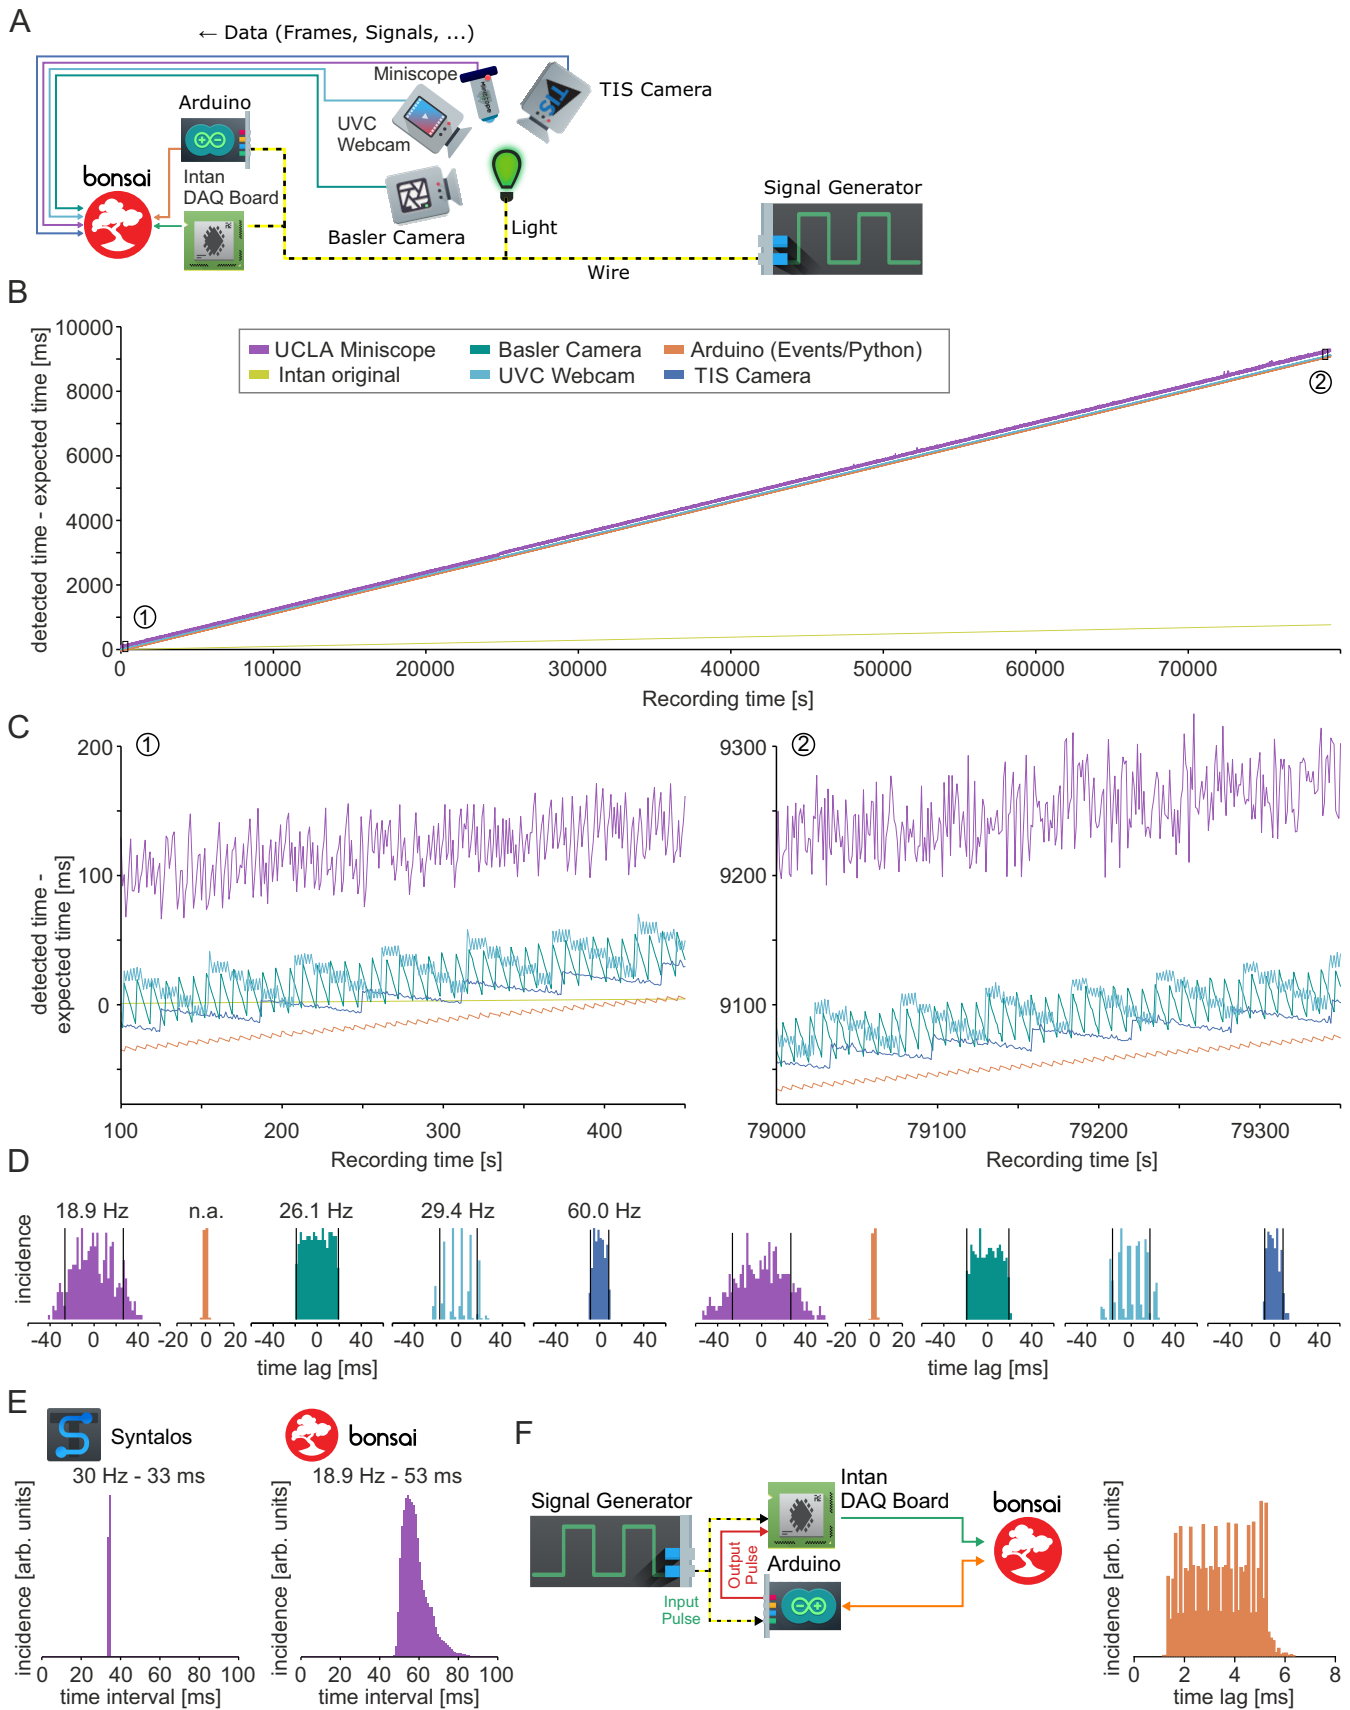 A
← Data (Frames, Signals, ...)
Miniscope
Miniscope
TIS
TIS Camera
Arduino
UVC
Webcam
bonsai
Intan
DAQ Board
Signal Generator
Basler Camera
Light
Wire
B
detected time - expected time [ms]
10000
8000
6000
4000
2000
0
UCLA Miniscope
Basler Camera
Arduino (Events/Python)
Intan original
UVC Webcam
TIS Camera
1
2
0 10000 20000 30000 40000 50000 60000 70000
Recording time [s]
C
detected time -
expected time [ms]
1
200
100
0
100 200 300 400
Recording time [s]
2
9300
9200
9100
79000 79100 79200 79300
Recording time [s]
D
incidence
18.9 Hz n.a. 26.1 Hz 29.4 Hz 60.0 Hz
-40 0 40 -20 0 20 -40 0 40 -40 0 40 -40 0 40
time lag [ms]
-40 0 40 -20 0 20 -40 0 40 -40 0 40 -40 0 40
time lag [ms]
E
Syntalos
30 Hz - 33 ms
incidence [arb. units]
0 20 40 60 80 100
time interval [ms]
bonsai
18.9 Hz - 53 ms
incidence [arb. units]
0 20 40 60 80 100
time interval [ms]
F
Signal Generator
Intan
DAQ Board
bonsai
Output
Pulse
Arduino
Input
Pulse
incidence [arb. units]
0 2 4 6 8
time lag [ms]